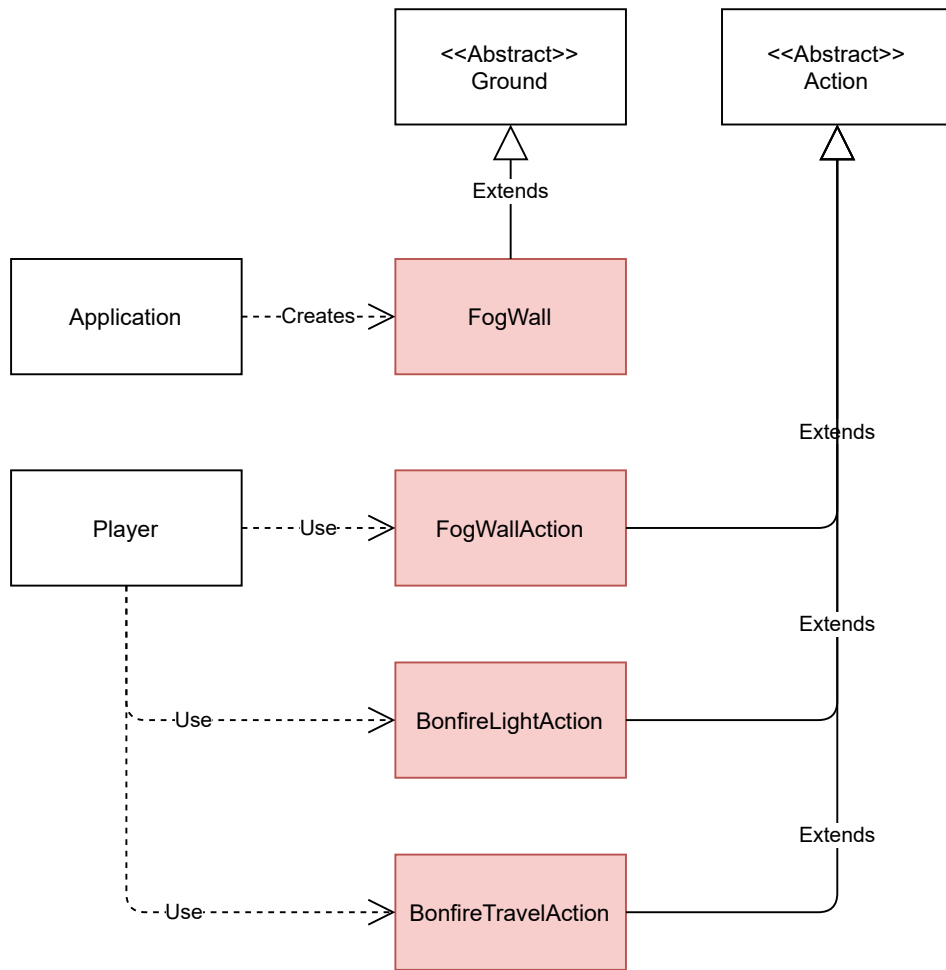 <<Abstract>>
Ground
<<Abstract>>
Action
Extends
Application
Creates
FogWall
Extends
Player
Use
FogWallAction
Extends
Use
BonfireLightAction
Extends
Use
BonfireTravelAction